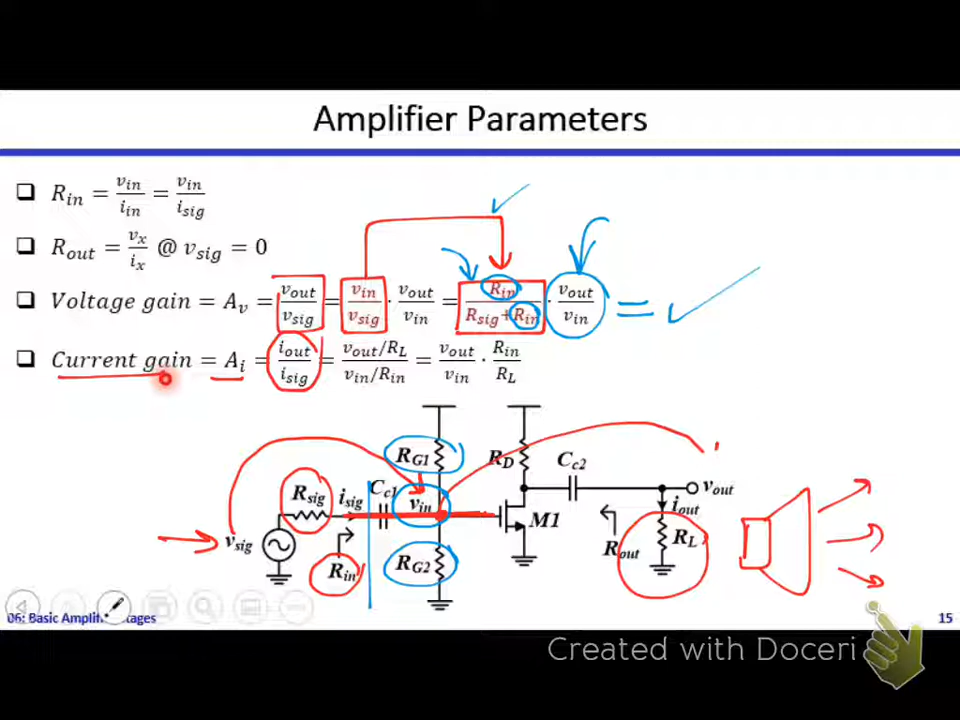 Amplifier Parameters
❑ R_in = v_in/i_in = v_in/i_sig
❑ R_out = v_x/i_x @ v_sig = 0
❑ Voltage gain = A_v = v_out/v_sig = v_in/v_sig · v_out/v_in = R_in/(R_sig+R_in) · v_out/v_in =
❑ Current gain = A_i = i_out/i_sig = (v_out/R_L)/(v_in/R_in) = v_out/v_in · R_in/R_L
R_G1 R_D C_c2
R_sig i_sig C_c1 v_in v_out
i_out
v_sig M1 R_out R_L
R_in R_G2
06: Basic Amplif tages 15
Created with Doceri